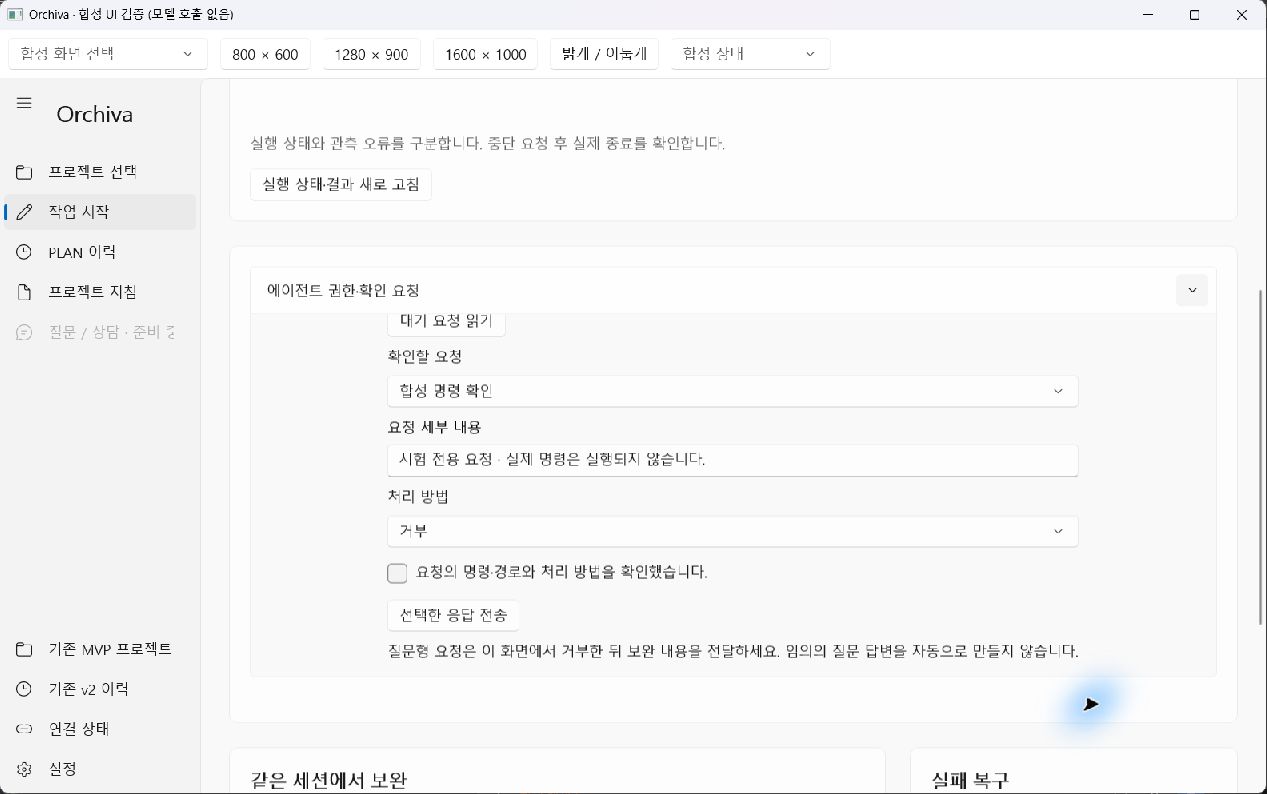 Orchiva · 합성 UI 검증 (모델 호출 없음)
합성 화면 선택
800 × 600
1280 × 900
1600 × 1000
밝게 / 어둡게
합성 상태
Orchiva
프로젝트 선택
작업 시작
PLAN 이력
프로젝트 지침
질문 / 상담 · 준비 중
기존 MVP 프로젝트
기존 v2 이력
연결 상태
설정
실행 상태와 관측 오류를 구분합니다. 중단 요청 후 실제 종료를 확인합니다.
실행 상태·결과 새로 고침
에이전트 권한·확인 요청
대기 요청 읽기
확인할 요청
합성 명령 확인
요청 세부 내용
시험 전용 요청 · 실제 명령은 실행되지 않습니다.
처리 방법
거부
요청의 명령·경로와 처리 방법을 확인했습니다.
선택한 응답 전송
질문형 요청은 이 화면에서 거부한 뒤 보완 내용을 전달하세요. 임의의 질문 답변을 자동으로 만들지 않습니다.
같은 세션에서 보완
실패 복구